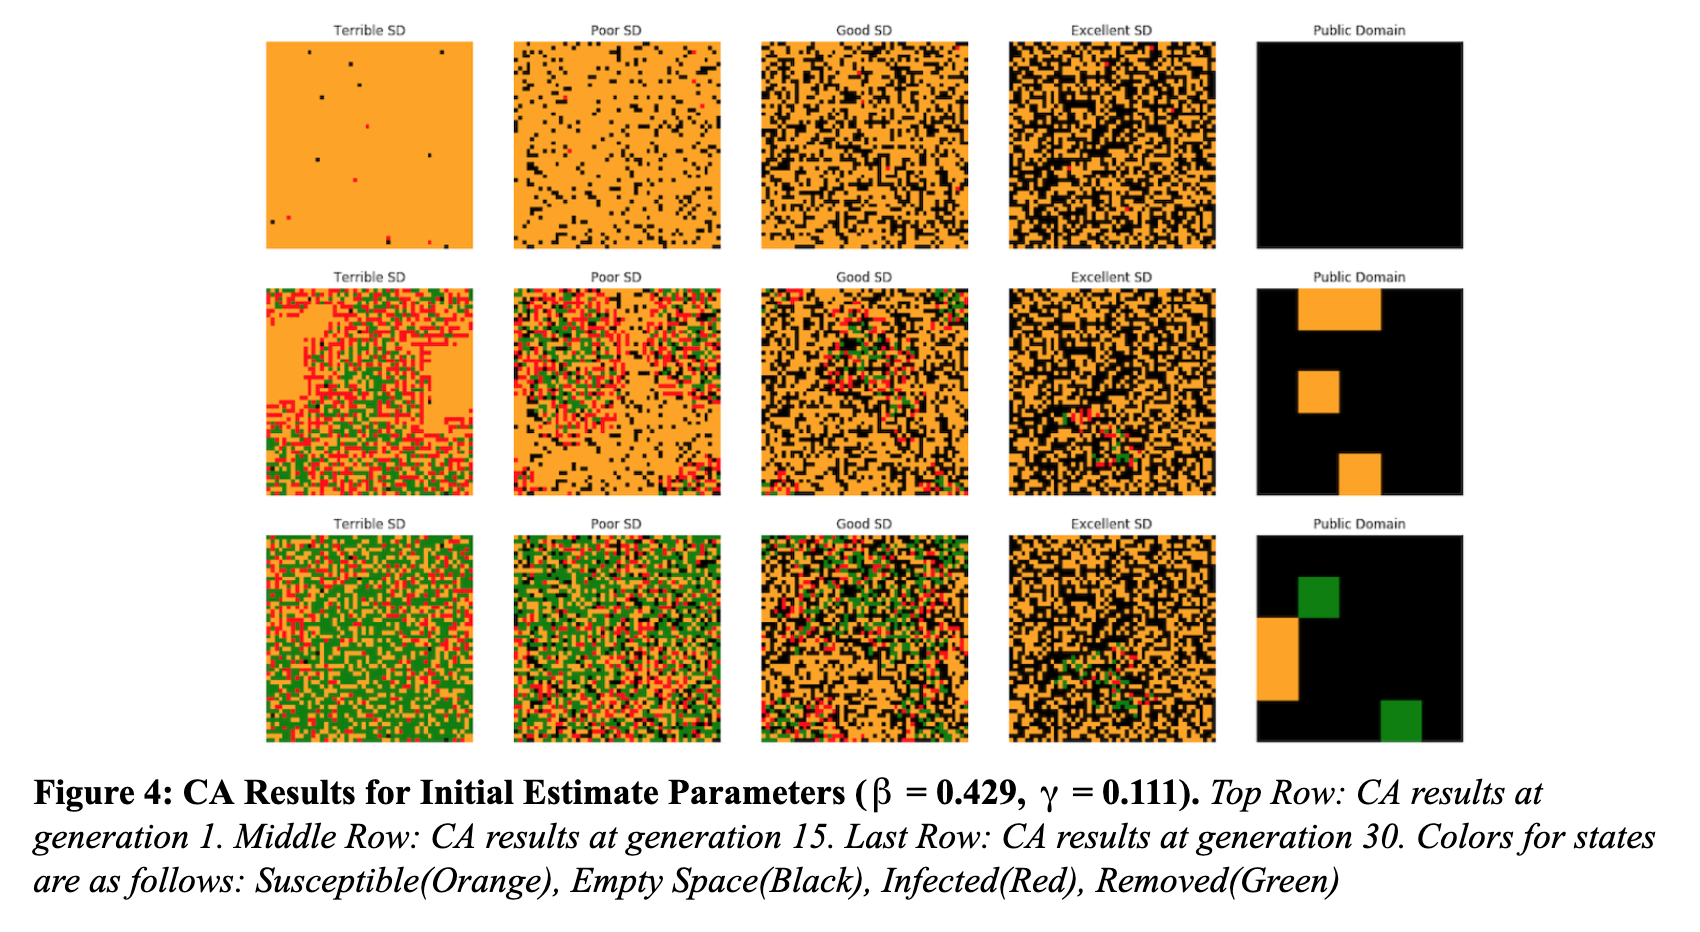 Terrible SD Poor SD Good SD Excellent SD Public Domain
Terrible SD Poor SD Good SD Excellent SD Public Domain
Terrible SD Poor SD Good SD Excellent SD Public Domain
Figure 4: CA Results for Initial Estimate Parameters (β = 0.429, γ = 0.111). Top Row: CA results at
generation 1. Middle Row: CA results at generation 15. Last Row: CA results at generation 30. Colors for states
are as follows: Susceptible(Orange), Empty Space(Black), Infected(Red), Removed(Green)